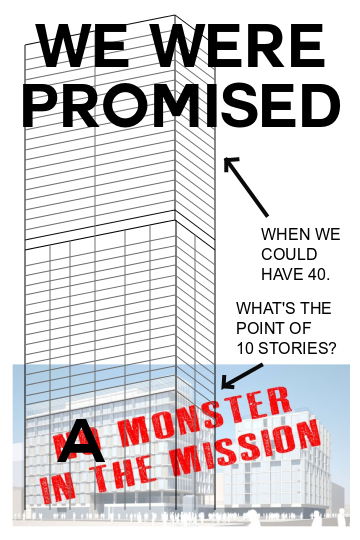 WE WERE
PROMISED
WHEN WE
COULD
HAVE 40.
WHAT'S THE
POINT OF
10 STORIES?
A MONSTER
IN THE MISSION